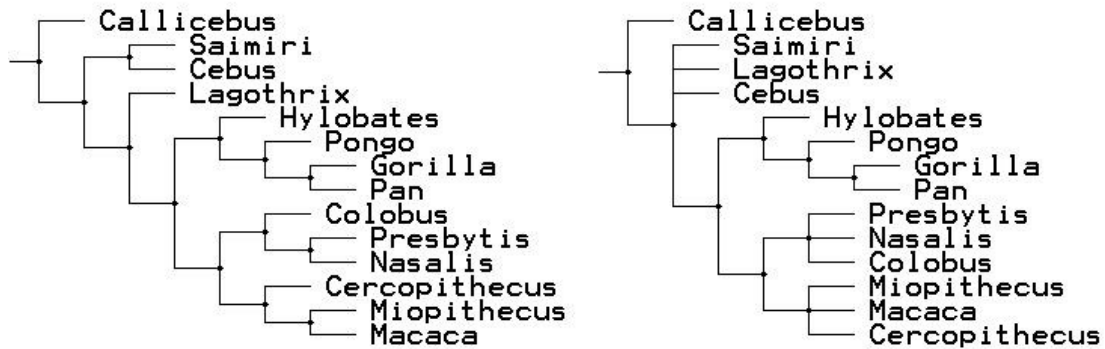 Callicebus
Saimiri
Cebus
Lagothrix
Hylobates
Pongo
Gorilla
Pan
Colobus
Presbytis
Nasalis
Cercopithecus
Miopithecus
Macaca
Callicebus
Saimiri
Lagothrix
Cebus
Hylobates
Pongo
Gorilla
Pan
Presbytis
Nasalis
Colobus
Miopithecus
Macaca
Cercopithecus